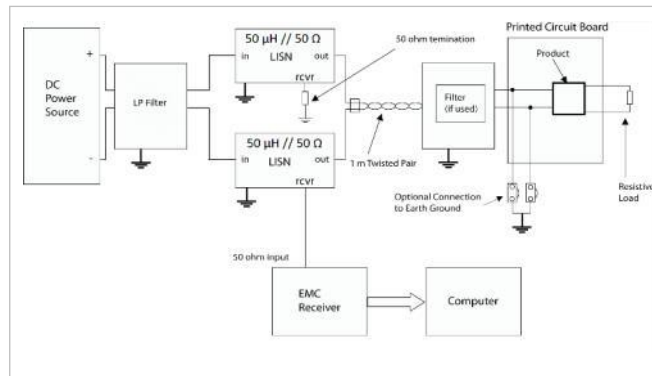 Printed Circuit Board
50 µH // 50 Ω
LISN
in
out
rcvr
50 ohm temination
Product
+
DC
Power
Source
-
LP Filter
Filter
(if used)
50 µH // 50 Ω
LISN
in
out
rcvr
1 m Twisted Pair
Optional Connection
to Earth Ground
Resistive
Load
50 ohm input
EMC
Receiver
Computer